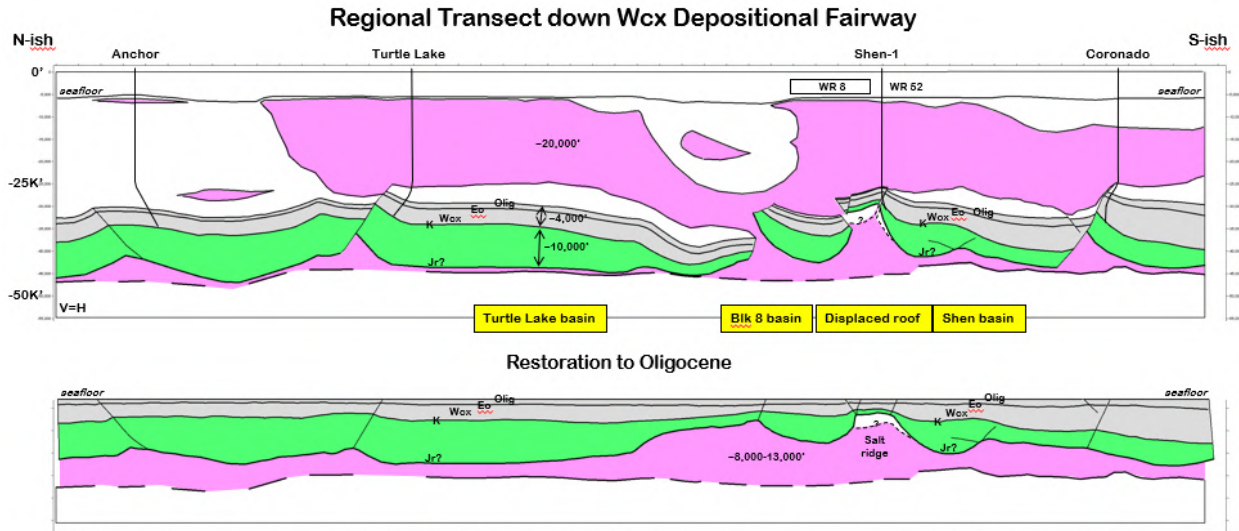 Regional Transect down Wcx Depositional Fairway
N-ish
S-ish
Anchor
Turtle Lake
Shen-1
Coronado
0'
seafloor
WR 8
WR 52
seafloor
~20,000'
-25K'
Olig
Eo
Wcx
K
~4,000'
Olig
Eo
Wcx
K
?
~10,000'
Jr?
Jr?
-50K'
V=H
Turtle Lake basin
Blk 8 basin
Displaced roof
Shen basin
Restoration to Oligocene
seafloor
seafloor
Olig
Eo
Wcx
K
Olig
Eo
Wcx
K
?
Jr?
Jr?
Salt
ridge
~8,000-13,000'